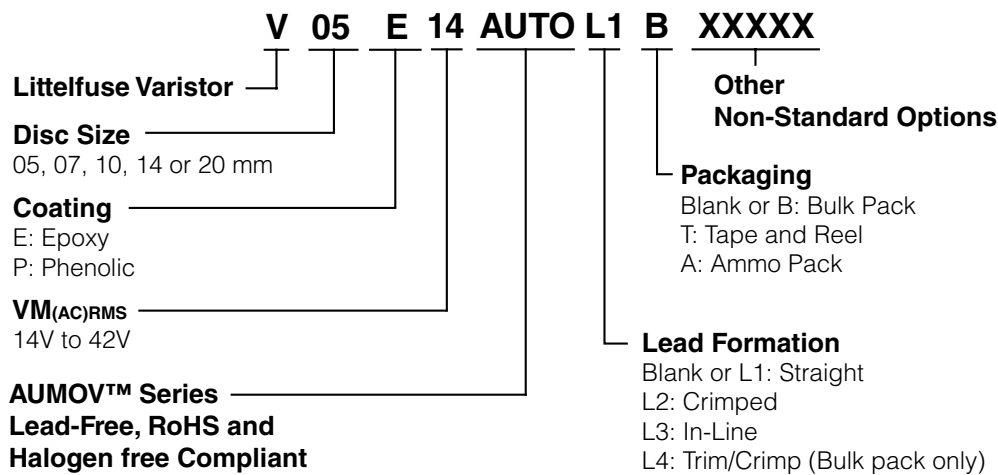 V 05 E 14 AUTO L1 B XXXXX
Littelfuse Varistor
Disc Size
05, 07, 10, 14 or 20 mm
Coating
E: Epoxy
P: Phenolic
VM(AC)RMS
14V to 42V
AUMOV™ Series
Lead-Free, RoHS and
Halogen free Compliant
Other
Non-Standard Options
Packaging
Blank or B: Bulk Pack
T: Tape and Reel
A: Ammo Pack
Lead Formation
Blank or L1: Straight
L2: Crimped
L3: In-Line
L4: Trim/Crimp (Bulk pack only)